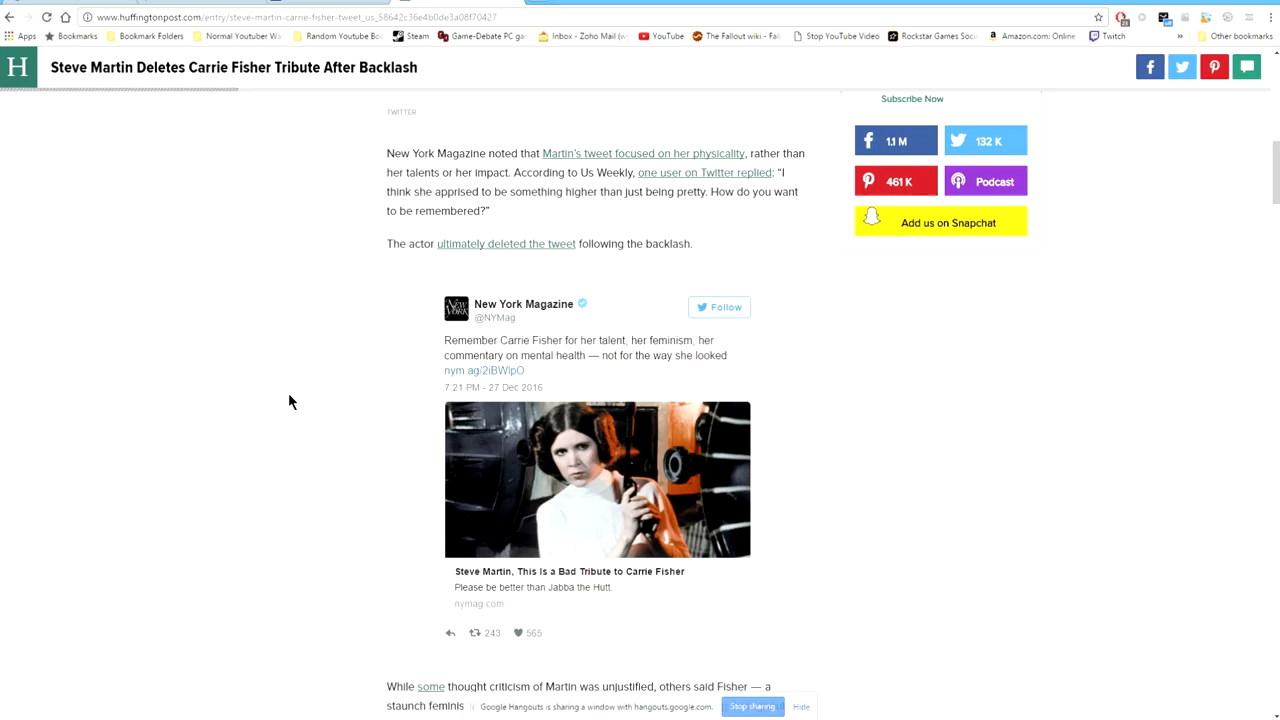 www.huffingtonpost.com/entry/steve-martin-carrie-fisher-tweet_us_58642c36e4b0de3a08f70427
Apps Bookmarks Bookmark Folders Normal Youtuber Wa Random Youtube Bo Steam Game-Debate PC ga Inbox - Zoho Mail (w YouTube The Fallout wiki - Fal Stop YouTube Video Rockstar Games Soci Amazon.com: Online Twitch » Other bookmarks
H Steve Martin Deletes Carrie Fisher Tribute After Backlash
Subscribe Now
TWITTER
1.1 M 132 K
New York Magazine noted that Martin's tweet focused on her physicality, rather than
her talents or her impact. According to Us Weekly, one user on Twitter replied: “I
461 K Podcast
think she apprised to be something higher than just being pretty. How do you want
to be remembered?”
Add us on Snapchat
The actor ultimately deleted the tweet following the backlash.
New York Magazine
@NYMag
Follow
Remember Carrie Fisher for her talent, her feminism, her
commentary on mental health — not for the way she looked
nym.ag/2iBWlpO
7:21 PM - 27 Dec 2016
Steve Martin, This Is a Bad Tribute to Carrie Fisher
Please be better than Jabba the Hutt.
nymag.com
243 565
While some thought criticism of Martin was unjustified, others said Fisher — a
staunch feminis
Google Hangouts is sharing a window with hangouts.google.com. Stop sharing Hide